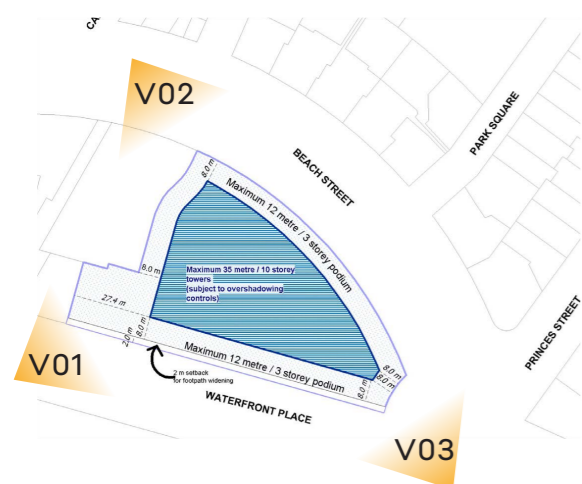 CA
V02
BEACH STREET
PARK SQUARE
8.0 m
Maximum 12 metre / 3 storey podium
Maximum 35 metre / 10 storey
towers
(subject to overshadowing
controls)
8.0 m
27.4 m
PRINCES STREET
2.0 m
8.0 m
Maximum 12 metre / 3 storey podium
8.0 m
8.0 m
8.0 m
V01
2 m setback
for footpath widening
WATERFRONT PLACE
V03